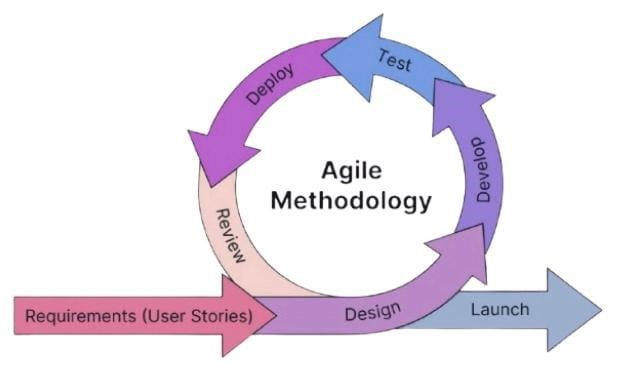 Test
Deploy
Agile
Methodology
Develop
Review
Requirements (User Stories)
Design
Launch